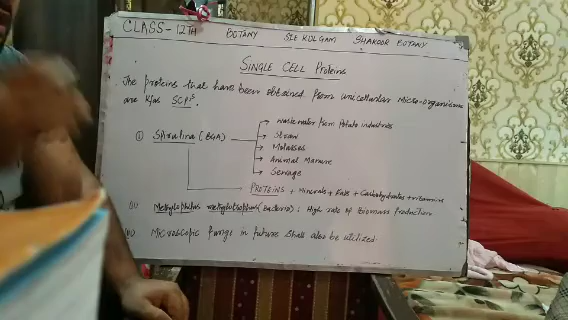 CLASS-12TH BOTANY SEE KULGAM SHAKOOR BOTANY
SINGLE CELL Proteins
The proteins that have been obtained from unicellular micro-organisms
are K/as SCP's.
(i) Spirulina (BGA)
wastewater from Potato industries
Straw
Molasses
Animal Manure
Sewage
PROTEINS + Minerals + Fats + Carbohydrates + vitamins
(ii) Methylophilus methylotrophus (bacteria): High rate of Biomass Production
(iii) Microscopic fungi in future shall also be utilized.